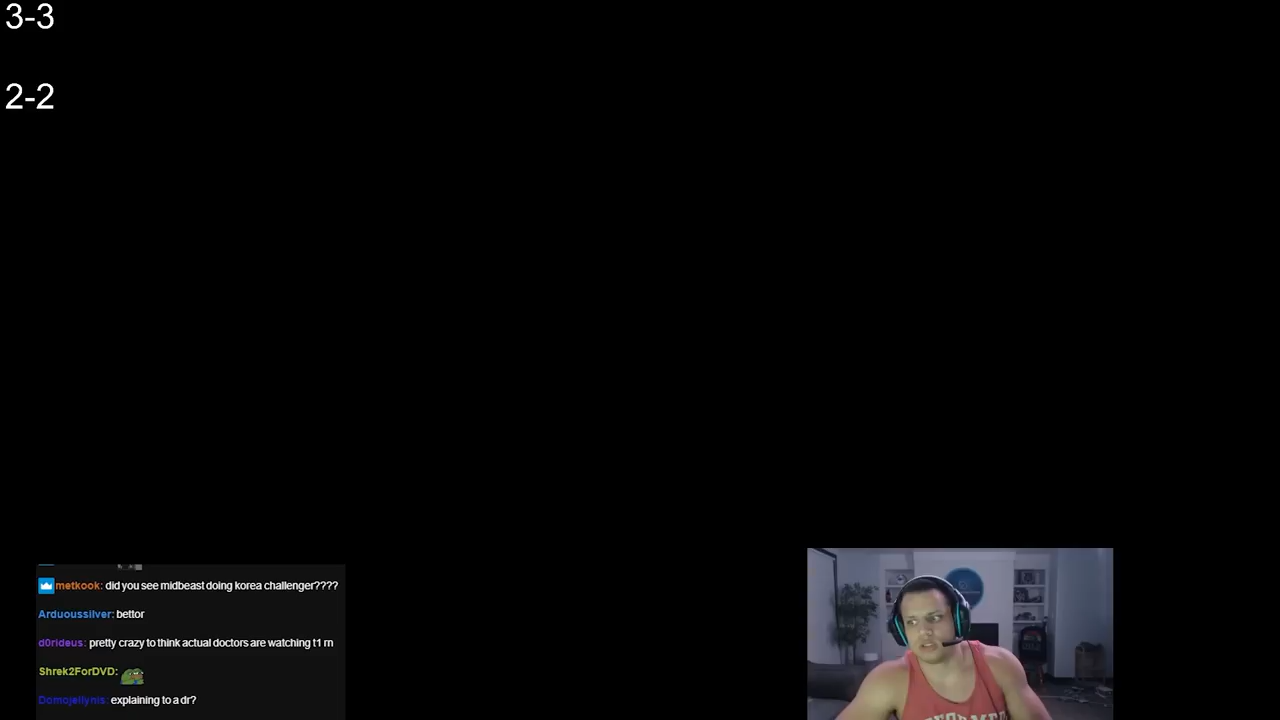 3-3
2-2
metkook: did you see midbeast doing korea challenger????
Arduoussilver: bettor
d0rideus: pretty crazy to think actual doctors are watching t1 rn
Shrek2ForDVD:
Domojellynis: explaining to a dr?